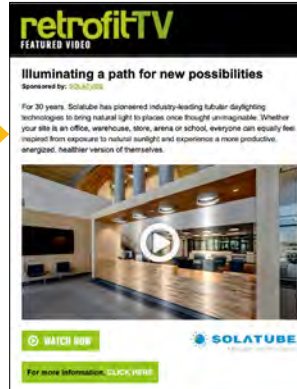 retrofitTV
FEATURED VIDEO
Illuminating a path for new possibilities
Sponsored by: SOLATUBE
For 30 years, Solatube has pioneered industry-leading tubular daylighting
technologies to bring natural light to places once thought unimaginable. Whether
your site is an office, warehouse, store, arena or school, everyone can equally feel
inspired from exposure to natural sunlight and experience a more productive,
energized, healthier version of themselves.
WATCH NOW
SOLATUBE
For more information, CLICK HERE